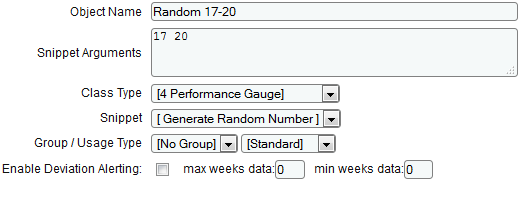 Object Name Random 17-20
Snippet Arguments 17 20
Class Type [4 Performance Gauge]
Snippet [ Generate Random Number ]
Group / Usage Type [No Group] [Standard]
Enable Deviation Alerting: max weeks data: 0 min weeks data: 0